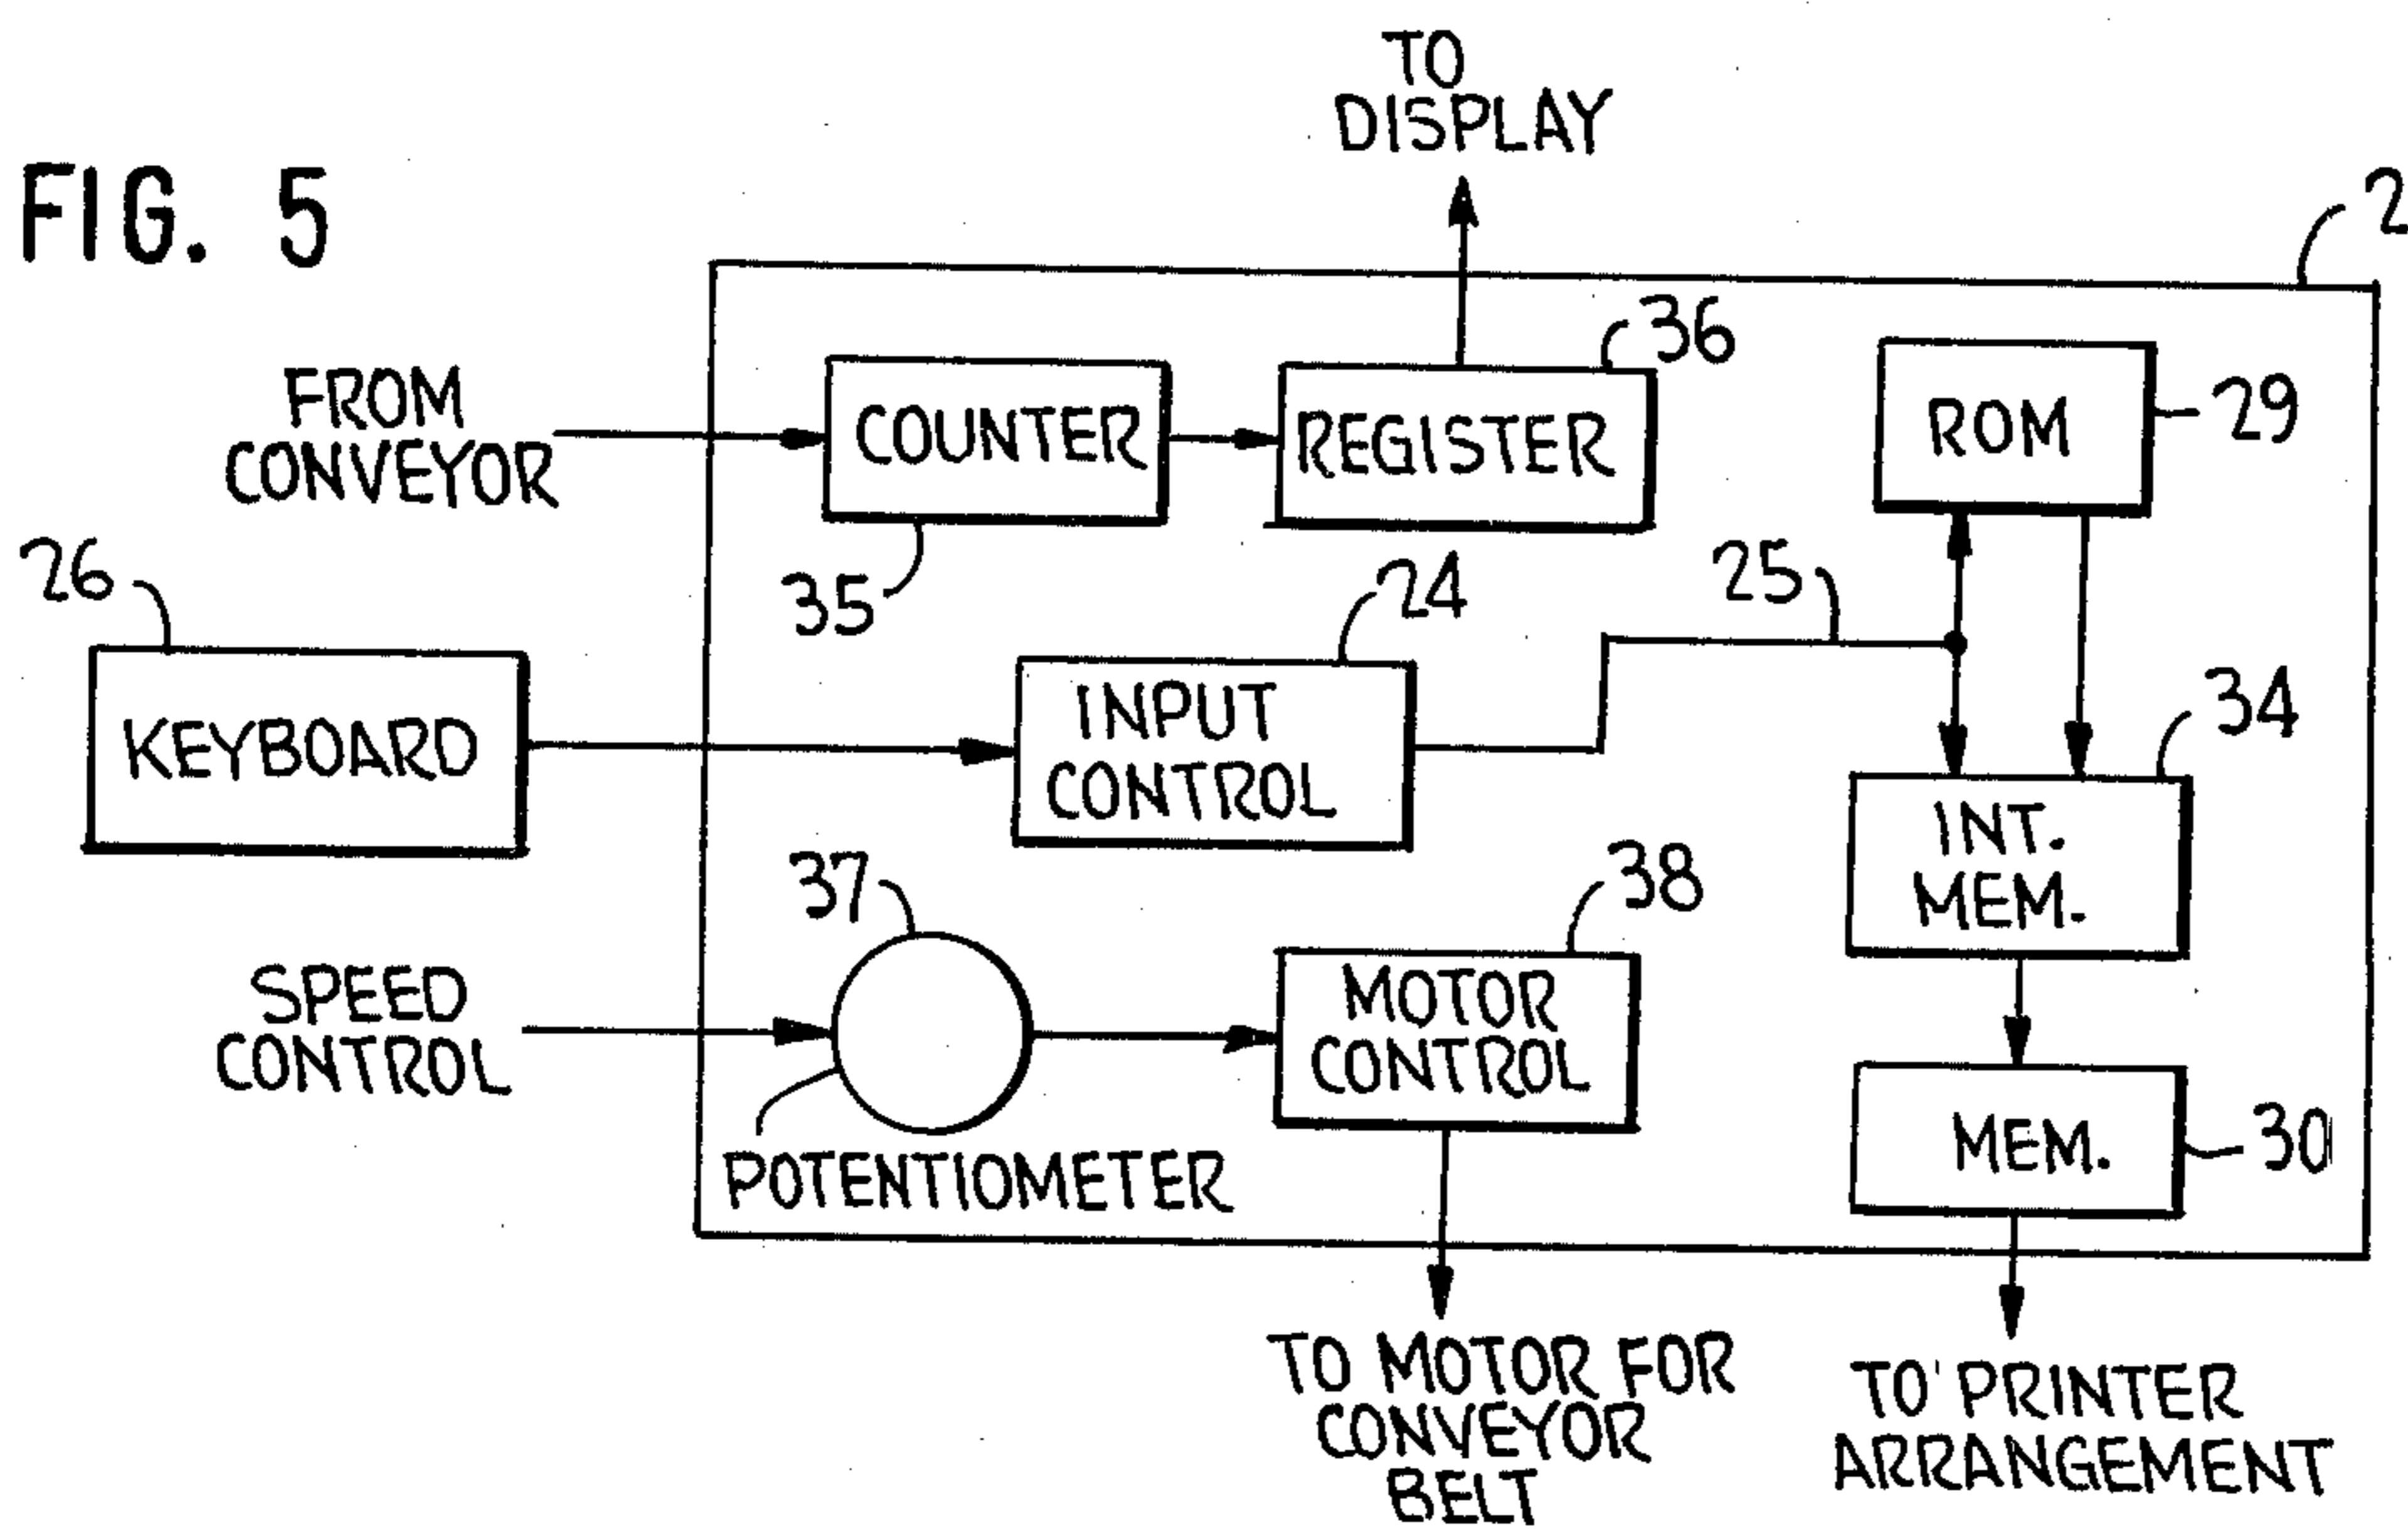 TO
DISPLAY
FIG. 5
2
36
FROM
CONVEYOR
COUNTER
REGISTER
ROM
29
35
26
24
25
KEYBOARD
INPUT
CONTROL
34
INT.
MEM.
37
38
SPEED
CONTROL
MOTOR
CONTROL
POTENTIOMETER
MEM.
30
TO MOTOR FOR
CONVEYOR
BELT
TO PRINTER
ARRANGEMENT